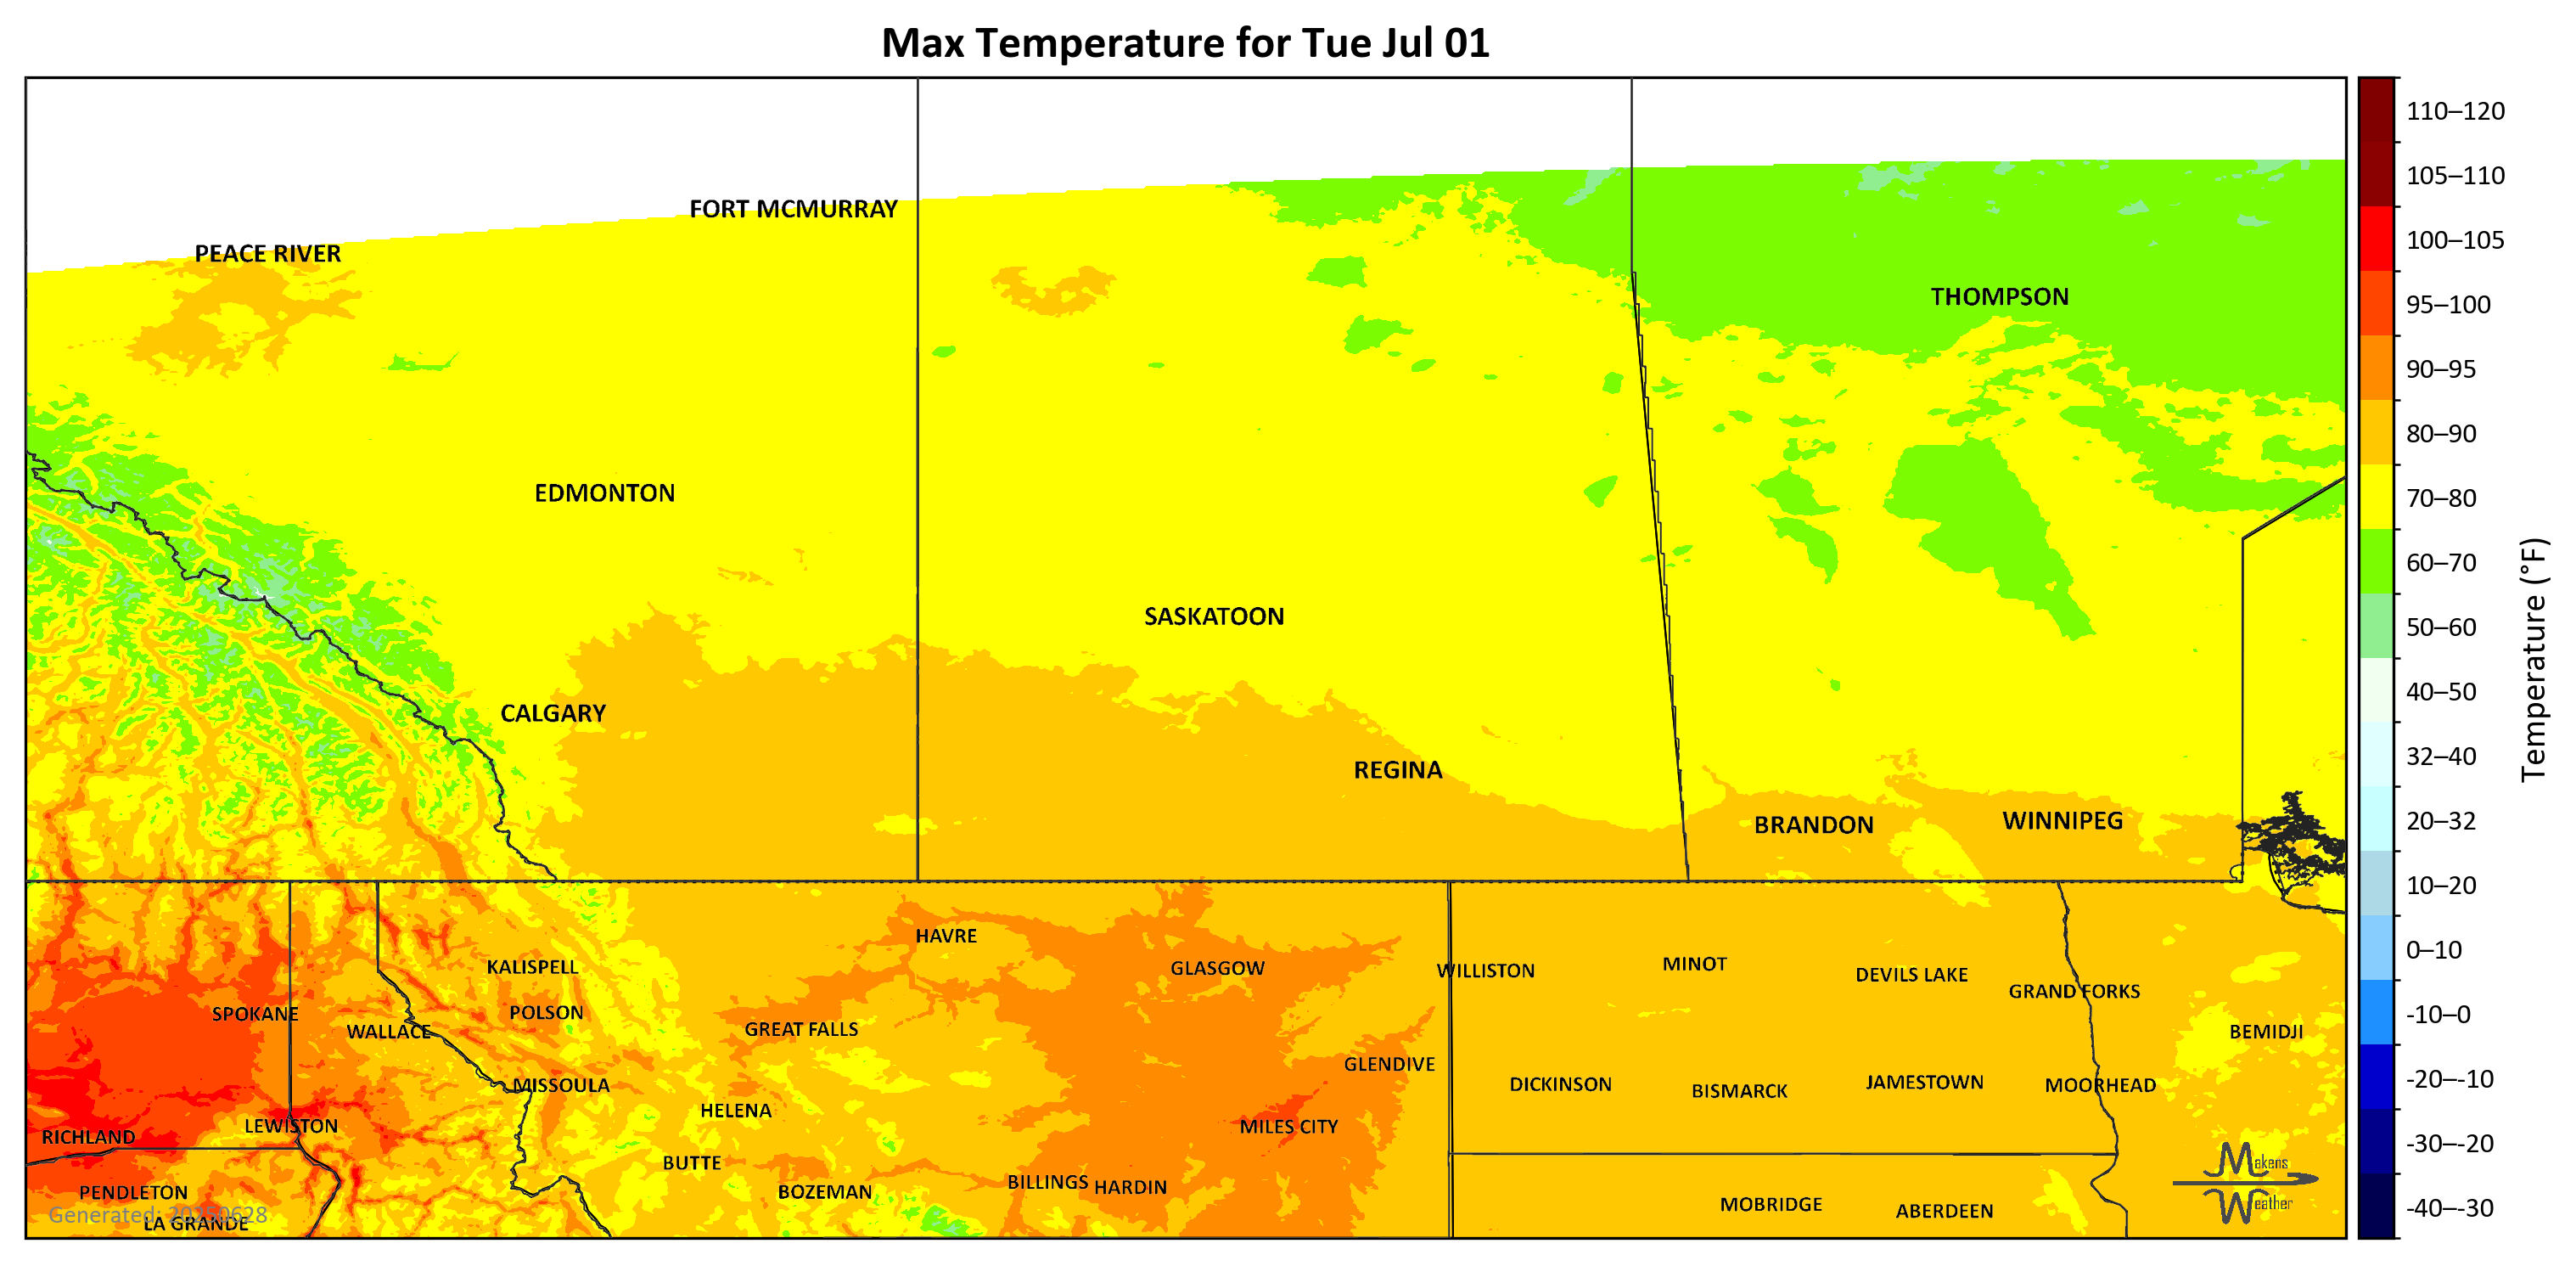 Max Temperature for Tue Jul 01
110–120
105–110
100–105
95–100
90–95
80–90
70–80
60–70
50–60
40–50
32–40
20–32
10–20
0–10
-10–0
-20–-10
-30–-20
-40–-30
Temperature (°F)
FORT MCMURRAY
PEACE RIVER
THOMPSON
EDMONTON
SASKATOON
CALGARY
REGINA
BRANDON
WINNIPEG
HAVRE
KALISPELL
GLASGOW
WILLISTON
MINOT
DEVILS LAKE
GRAND FORKS
SPOKANE
POLSON
WALLACE
GREAT FALLS
BEMIDJI
GLENDIVE
MISSOULA
DICKINSON
BISMARCK
JAMESTOWN
MOORHEAD
HELENA
LEWISTON
MILES CITY
RICHLAND
BUTTE
BILLINGS
HARDIN
PENDLETON
BOZEMAN
MOBRIDGE
ABERDEEN
LA GRANDE
Generated: 20250628
Makens
Weather